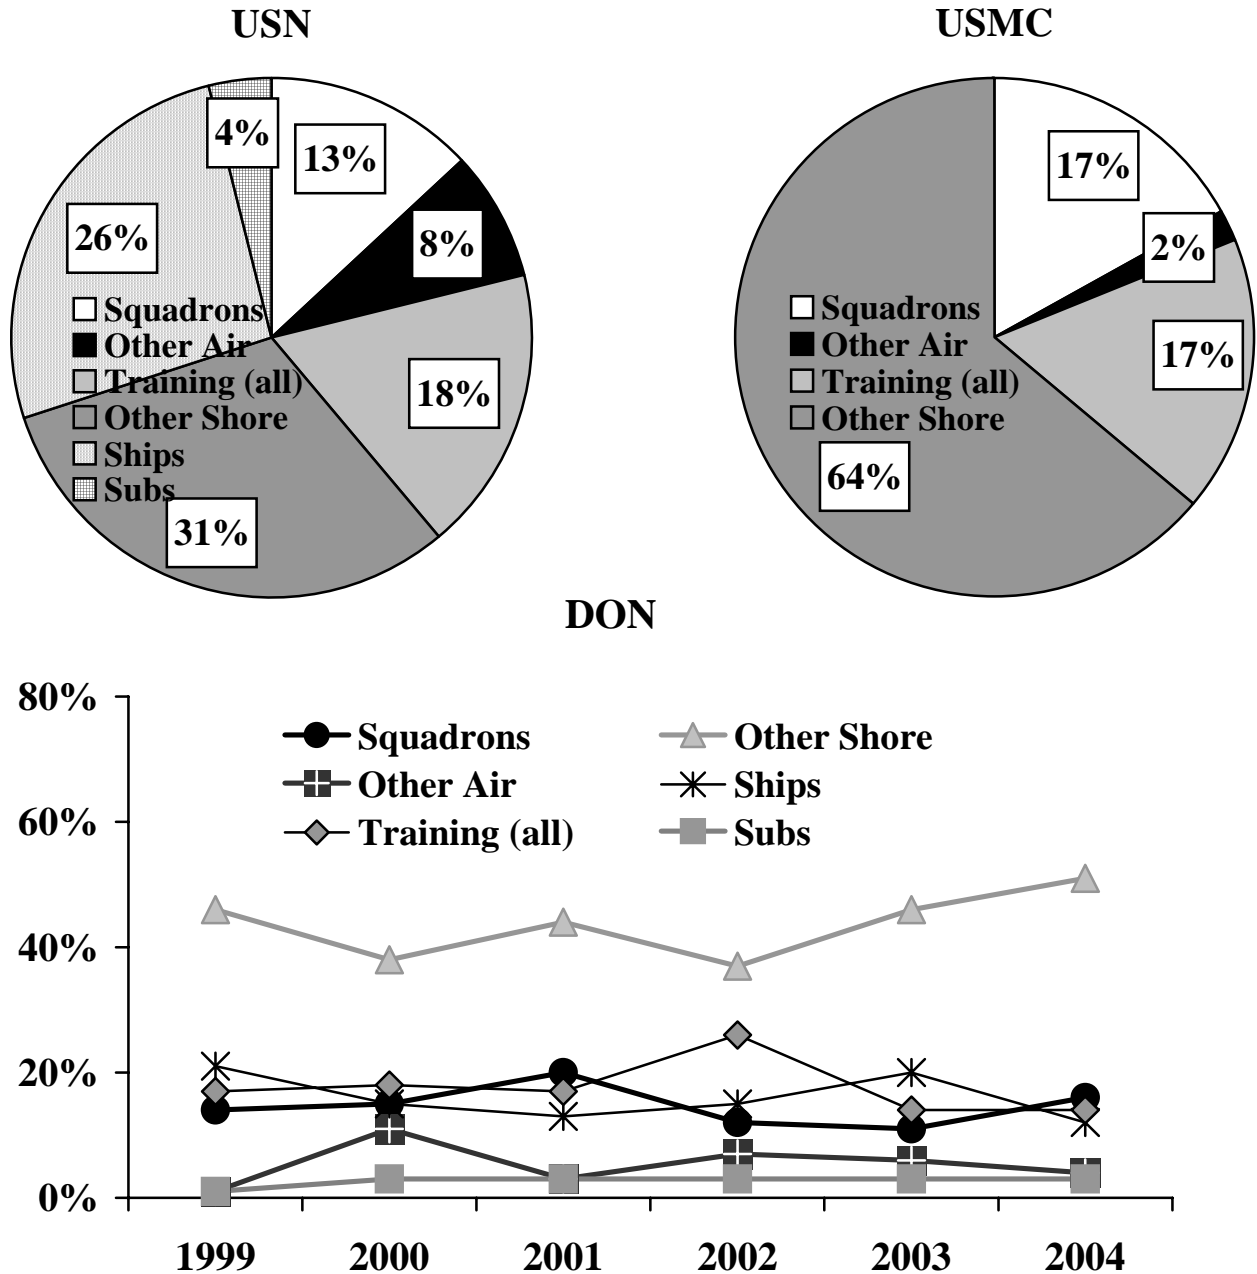 USN
4%
13%
26%
8%
Squadrons
Other Air
Training (all)
Other Shore
Ships
Subs
18%
31%
USMC
17%
2%
Squadrons
Other Air
Training (all)
Other Shore
17%
64%
DON
80%
60%
40%
20%
0%
Squadrons
Other Air
Training (all)
Other Shore
Ships
Subs
1999 2000 2001 2002 2003 2004